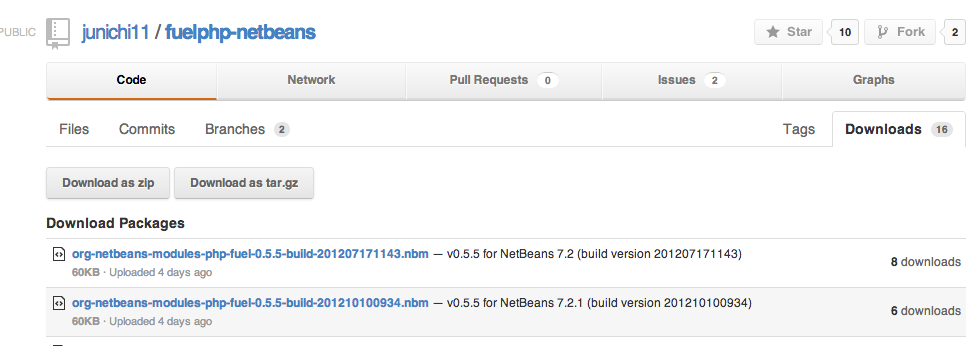 PUBLIC junichi11 / fuelphp-netbeans Star 10 Fork 2
Code Network Pull Requests 0 Issues 2 Graphs
Files Commits Branches 2 Tags Downloads 16
Download as zip Download as tar.gz
Download Packages
org-netbeans-modules-php-fuel-0.5.5-build-201207171143.nbm — v0.5.5 for NetBeans 7.2 (build version 201207171143)
60KB · Uploaded 4 days ago
8 downloads
org-netbeans-modules-php-fuel-0.5.5-build-201210100934.nbm — v0.5.5 for NetBeans 7.2.1 (build version 201210100934)
60KB · Uploaded 4 days ago
6 downloads